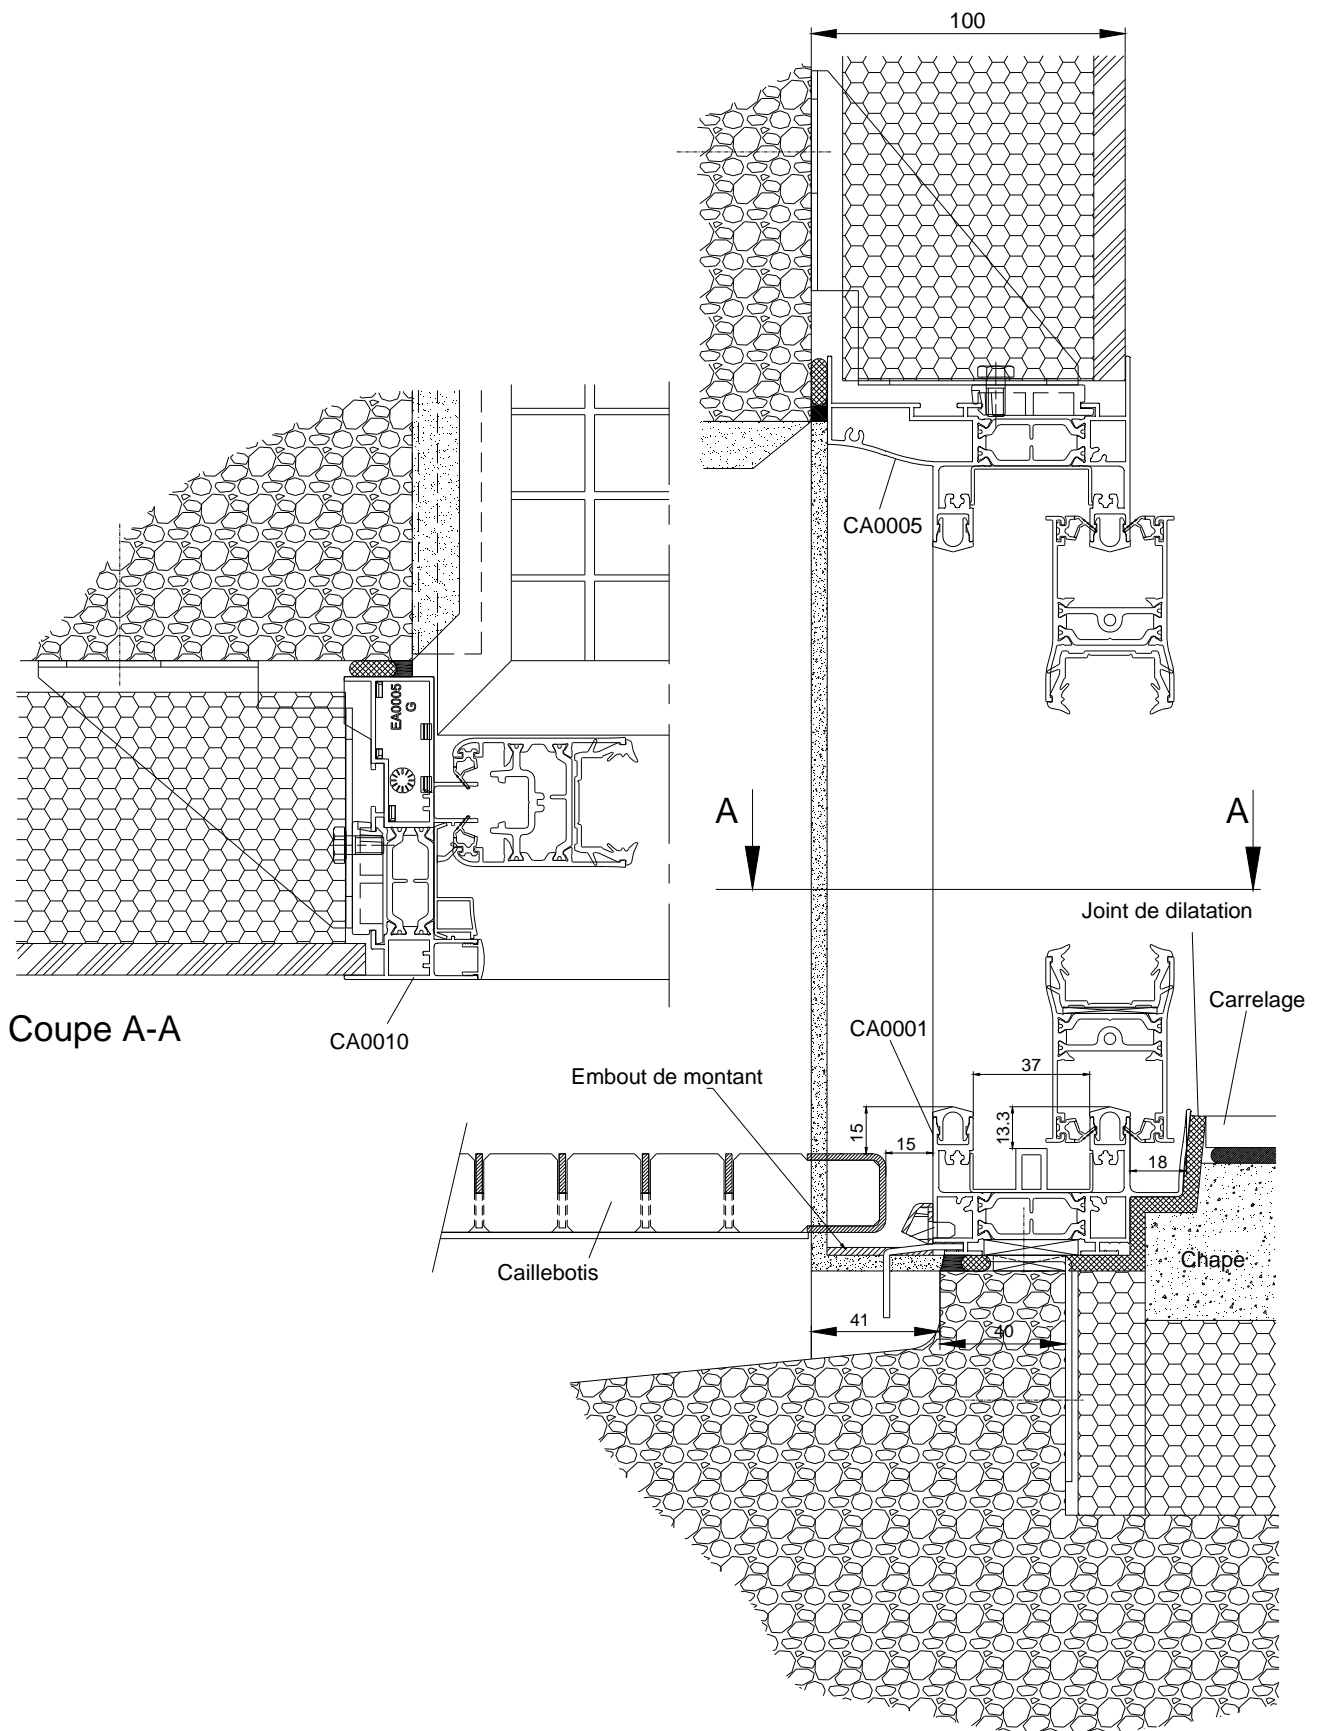 100
CA0005
EA0005
G
A
A
Joint de dilatation
Carrelage
Coupe A-A
CA0010
CA0001
Embout de montant
37
15
15
13.3
18
Caillebotis
Chape
41
40